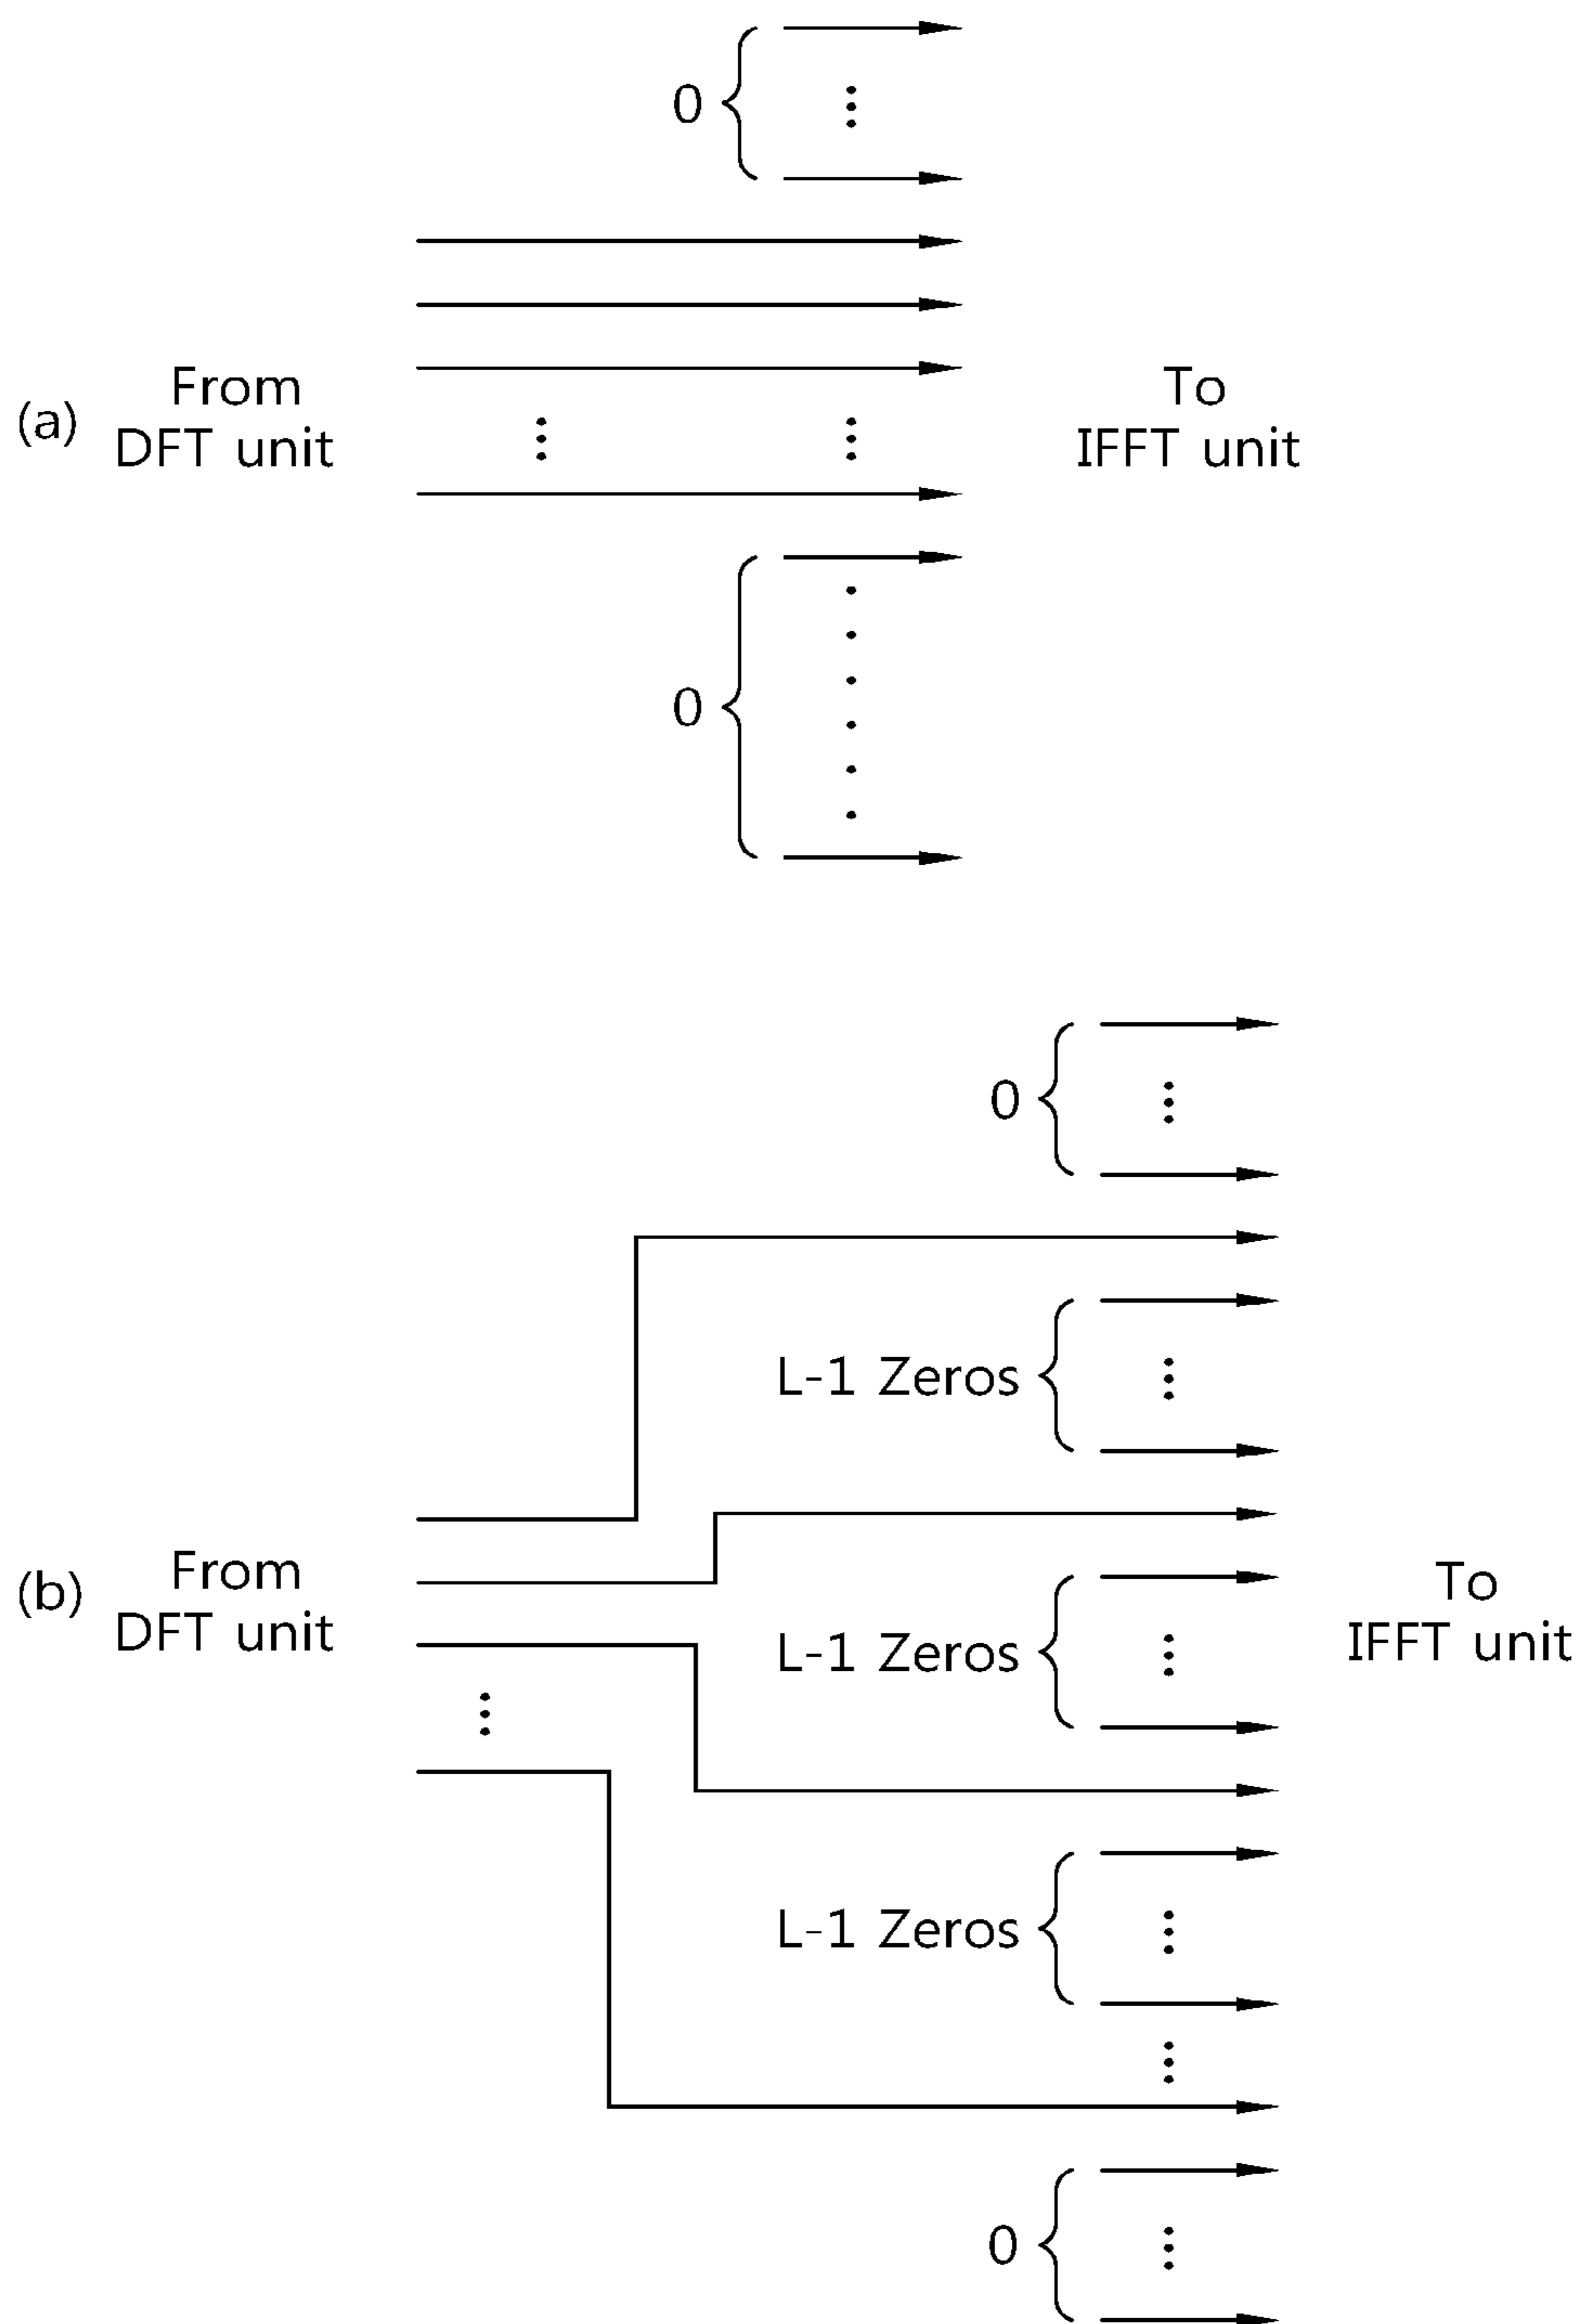 0
(a)
From
DFT unit
To
IFFT unit
0
0
L-1 Zeros
(b)
From
DFT unit
L-1 Zeros
To
IFFT unit
L-1 Zeros
0